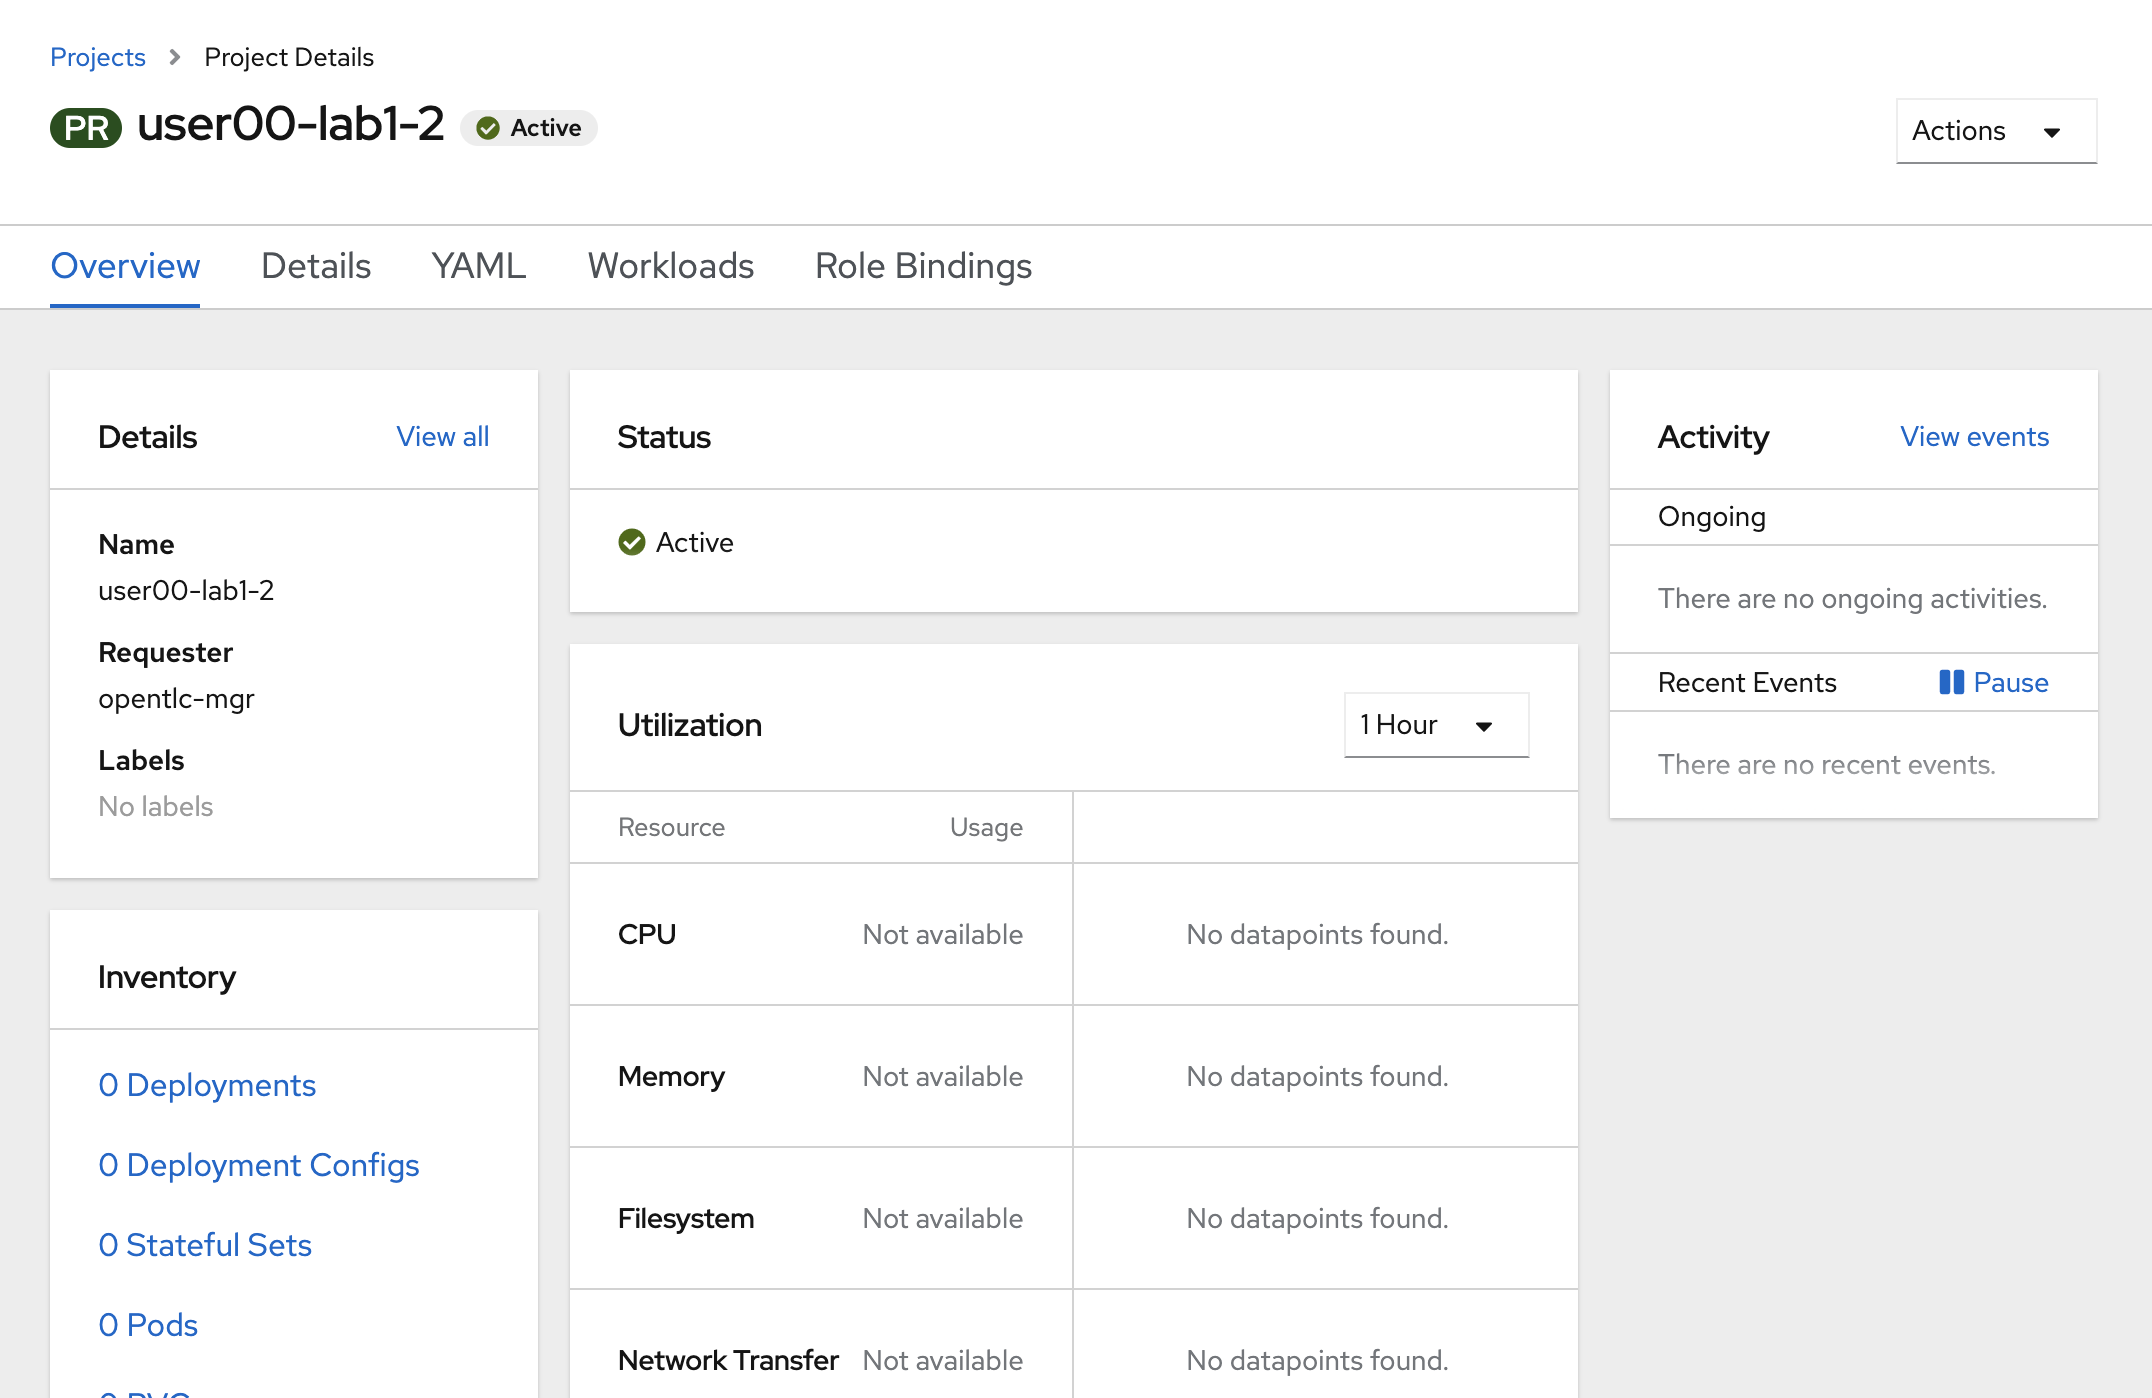 Projects > Project Details
PR user00-lab1-2 Active
Actions
Overview Details YAML Workloads Role Bindings
Details View all
Name
user00-lab1-2
Requester
opentlc-mgr
Labels
No labels
Inventory
0 Deployments
0 Deployment Configs
0 Stateful Sets
0 Pods
Status
Active
Utilization 1 Hour
Resource Usage
CPU Not available No datapoints found.
Memory Not available No datapoints found.
Filesystem Not available No datapoints found.
Network Transfer Not available No datapoints found.
Activity View events
Ongoing
There are no ongoing activities.
Recent Events Pause
There are no recent events.